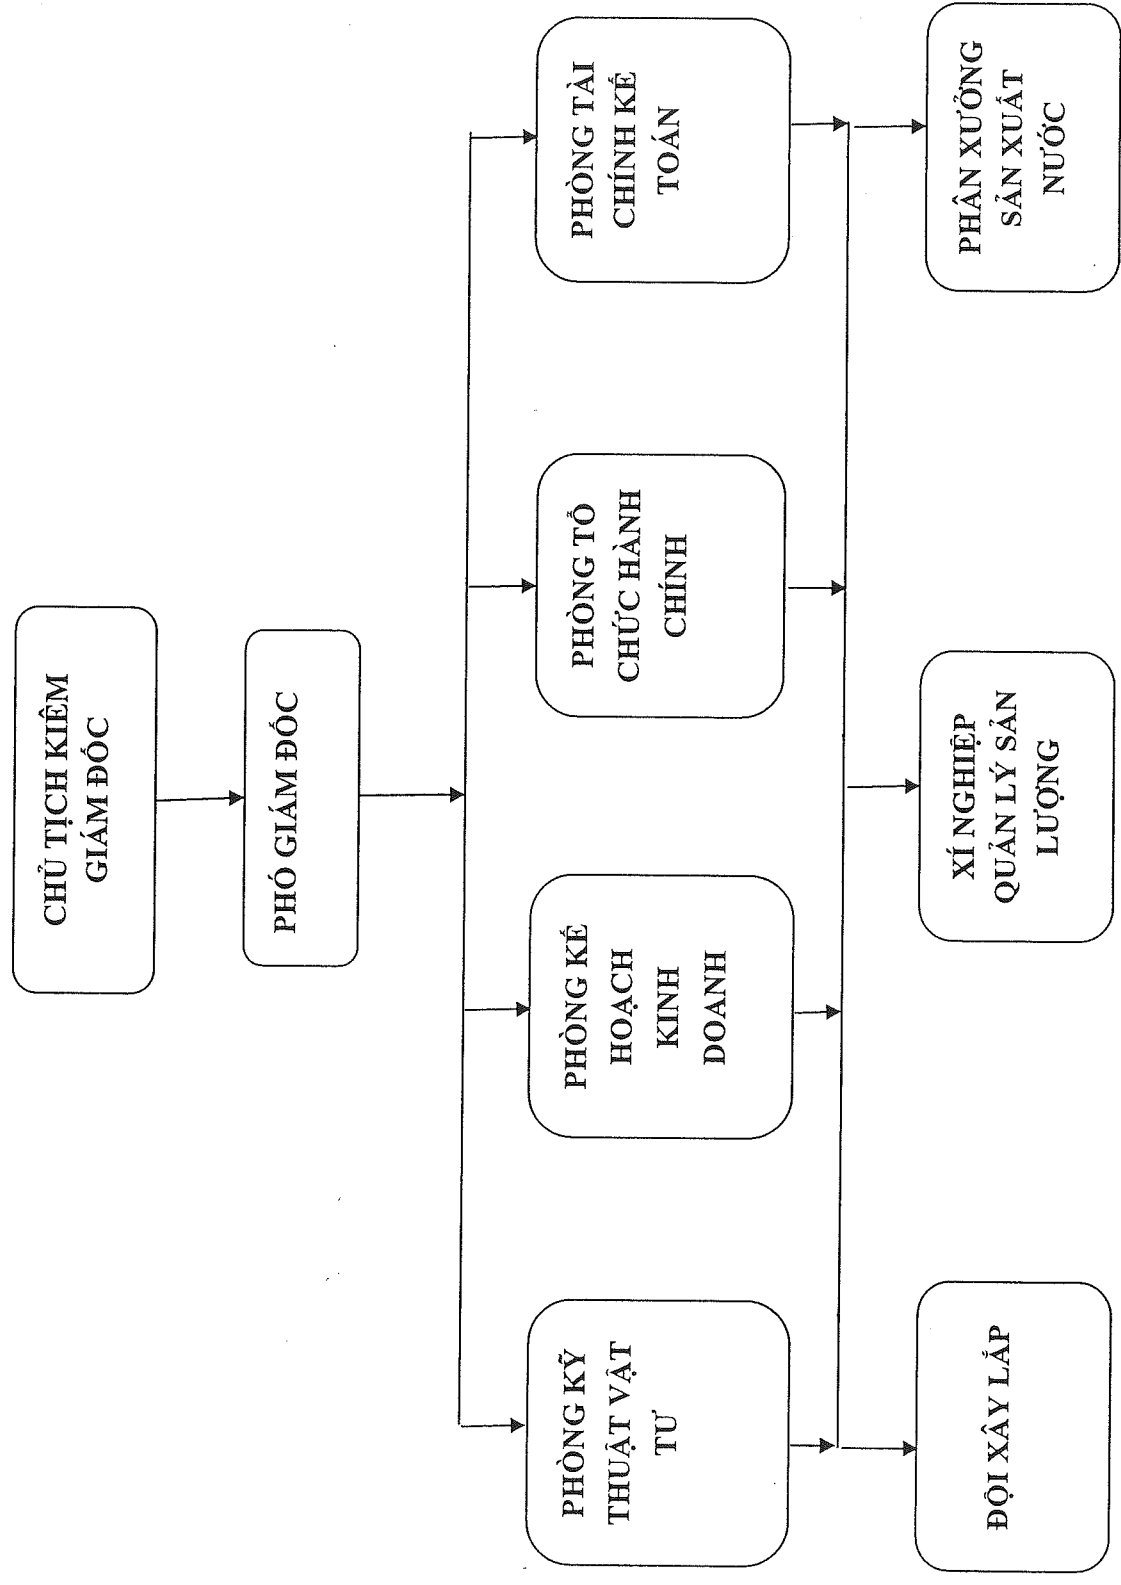 CHỦ TỊCH KIÊM
GIÁM ĐỐC
PHÓ GIÁM ĐỐC
PHÒNG KỸ
THUẬT VẬT
TƯ
PHÒNG KẾ
HOẠCH
KINH
DOANH
PHÒNG TỔ
CHỨC HÀNH
CHÍNH
PHÒNG TÀI
CHÍNH KẾ
TOÁN
ĐỘI XÂY LẮP
XÍ NGHIỆP
QUẢN LÝ SẢN
LƯỢNG
PHÂN XƯỞNG
SẢN XUẤT
NƯỚC